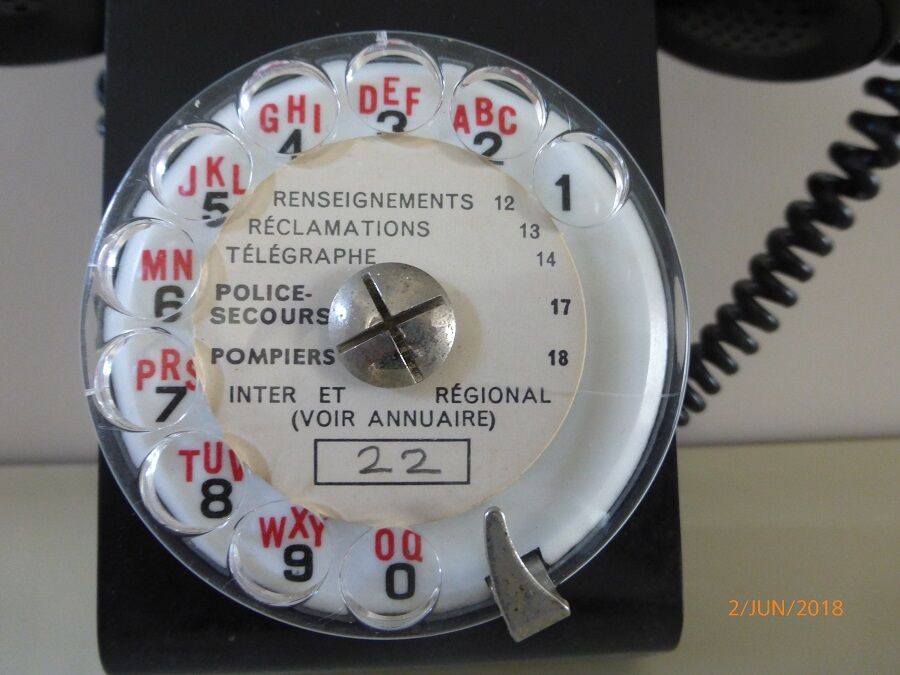 DEF
3
GHI
4
ABC
2
JKL
5
1
MN
6
PRS
7
TUV
8
WXY
9
OQ
0
RENSEIGNEMENTS 12
RÉCLAMATIONS 13
TÉLÉGRAPHE 14
POLICE-
SECOURS 17
POMPIERS 18
INTER ET RÉGIONAL
(VOIR ANNUAIRE)
22
2/JUN/2018